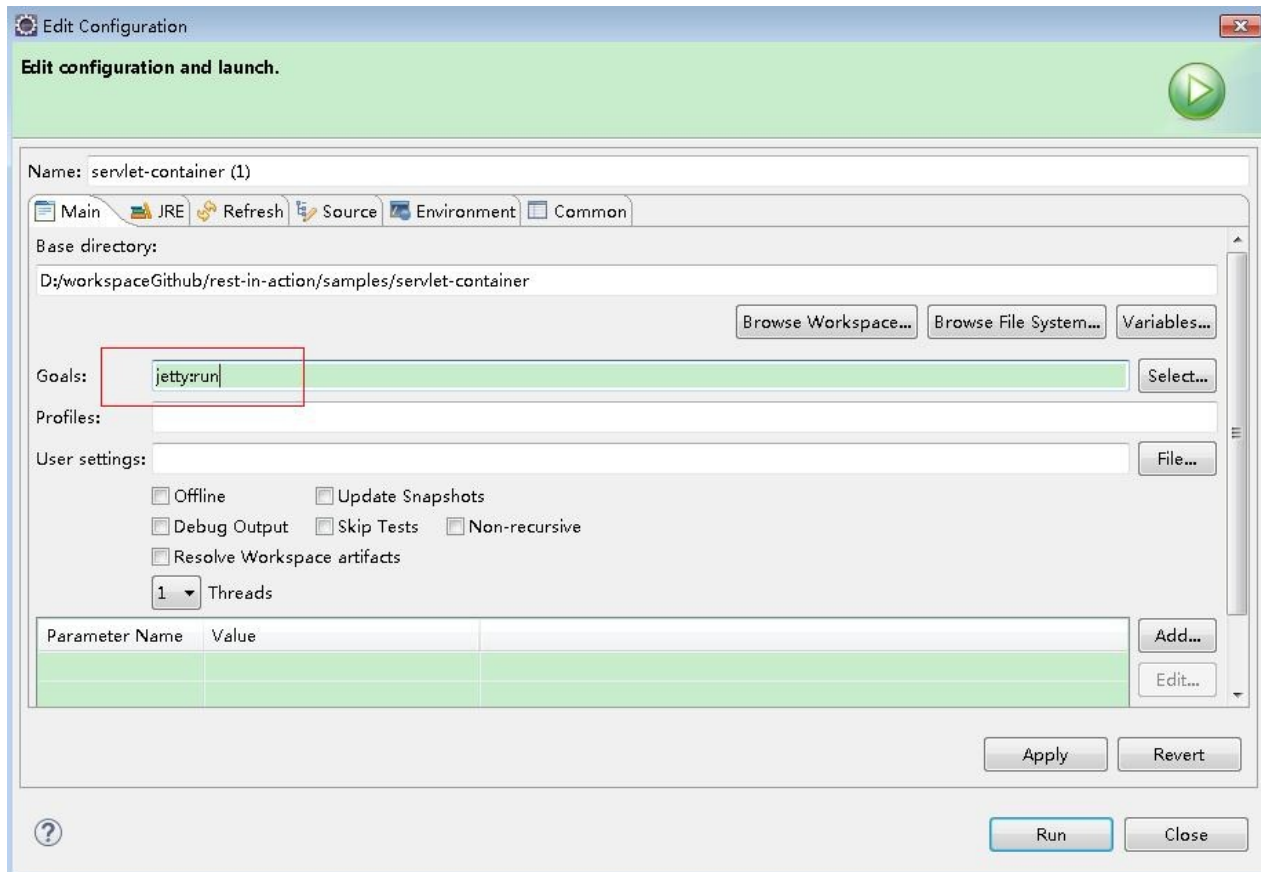 Edit Configuration
Edit configuration and launch.
Name: servlet-container (1)
Main JRE Refresh Source Environment Common
Base directory:
D:/workspaceGithub/rest-in-action/samples/servlet-container
Browse Workspace... Browse File System... Variables...
Goals: jetty:run Select...
Profiles:
User settings: File...
Offline Update Snapshots
Debug Output Skip Tests Non-recursive
Resolve Workspace artifacts
1 Threads
Parameter Name Value Add...
Edit...
Apply Revert
? Run Close